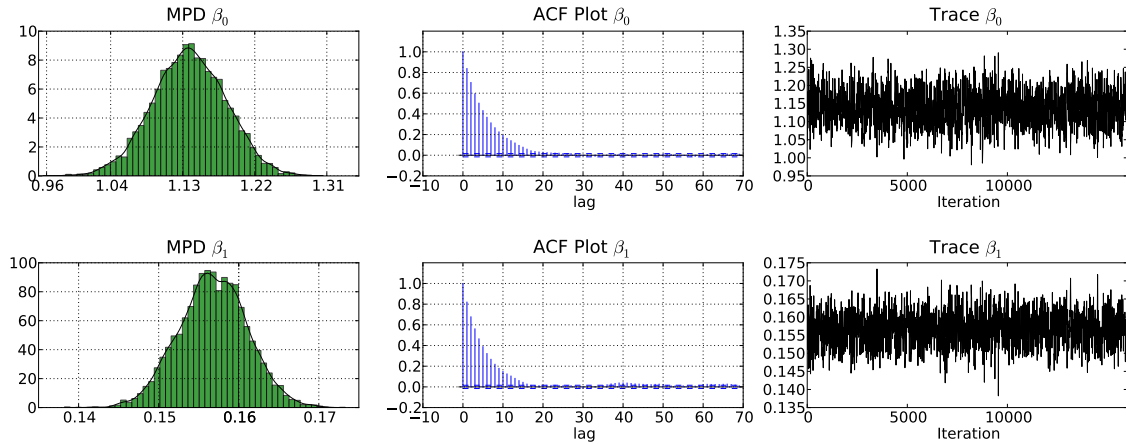 MPD β₀
10
8
6
4
2
0
0.96 1.04 1.13 1.22 1.31
ACF Plot β₀
1.0
0.8
0.6
0.4
0.2
0.0
−0.2
−10 0 10 20 30 40 50 60 70
lag
Trace β₀
1.35
1.30
1.25
1.20
1.15
1.10
1.05
1.00
0.95
0 5000 10000
Iteration
MPD β₁
100
80
60
40
20
0
0.14 0.15 0.16 0.17
ACF Plot β₁
1.0
0.8
0.6
0.4
0.2
0.0
−0.2
−10 0 10 20 30 40 50 60 70
lag
Trace β₁
0.175
0.170
0.165
0.160
0.155
0.150
0.145
0.140
0.135
0 5000 10000
Iteration